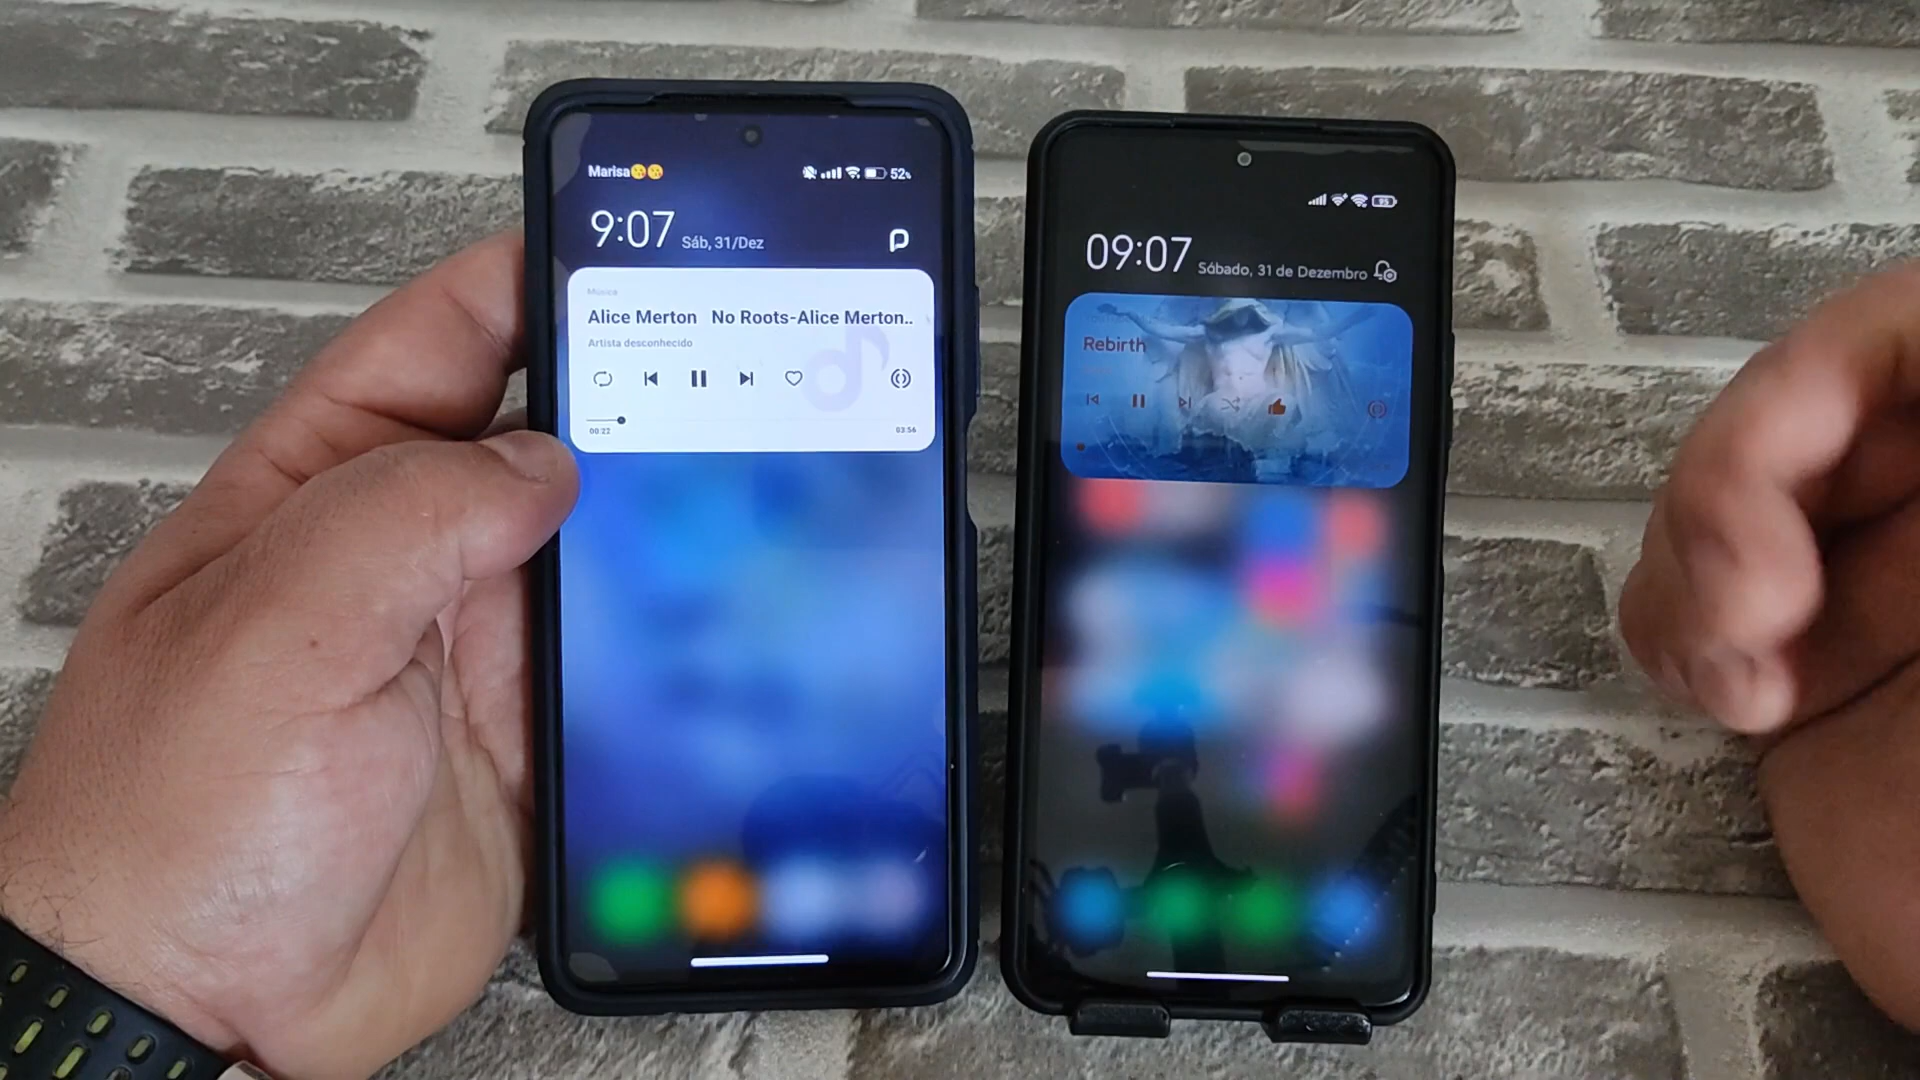 Marisa😘😘 52%
9:07 Sáb, 31/Dez
Música
Alice Merton No Roots-Alice Merton..
Artista desconhecido
00:22 03:56
95
09:07 Sábado, 31 de Dezembro
Rebirth